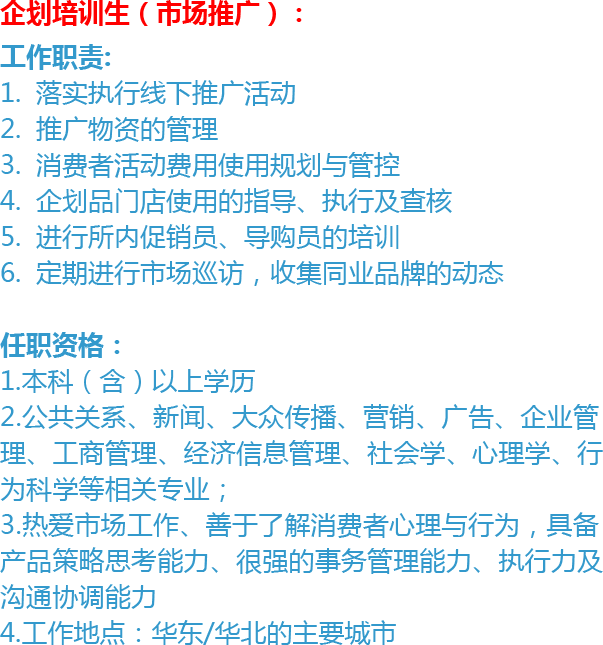 企划培训生（市场推广）：
工作职责:
1. 落实执行线下推广活动
2. 推广物资的管理
3. 消费者活动费用使用规划与管控
4. 企划品门店使用的指导、执行及查核
5. 进行所内促销员、导购员的培训
6. 定期进行市场巡访，收集同业品牌的动态
任职资格：
1.本科（含）以上学历
2.公共关系、新闻、大众传播、营销、广告、企业管
理、工商管理、经济信息管理、社会学、心理学、行
为科学等相关专业；
3.热爱市场工作、善于了解消费者心理与行为，具备
产品策略思考能力、很强的事务管理能力、执行力及
沟通协调能力
4.工作地点：华东/华北的主要城市